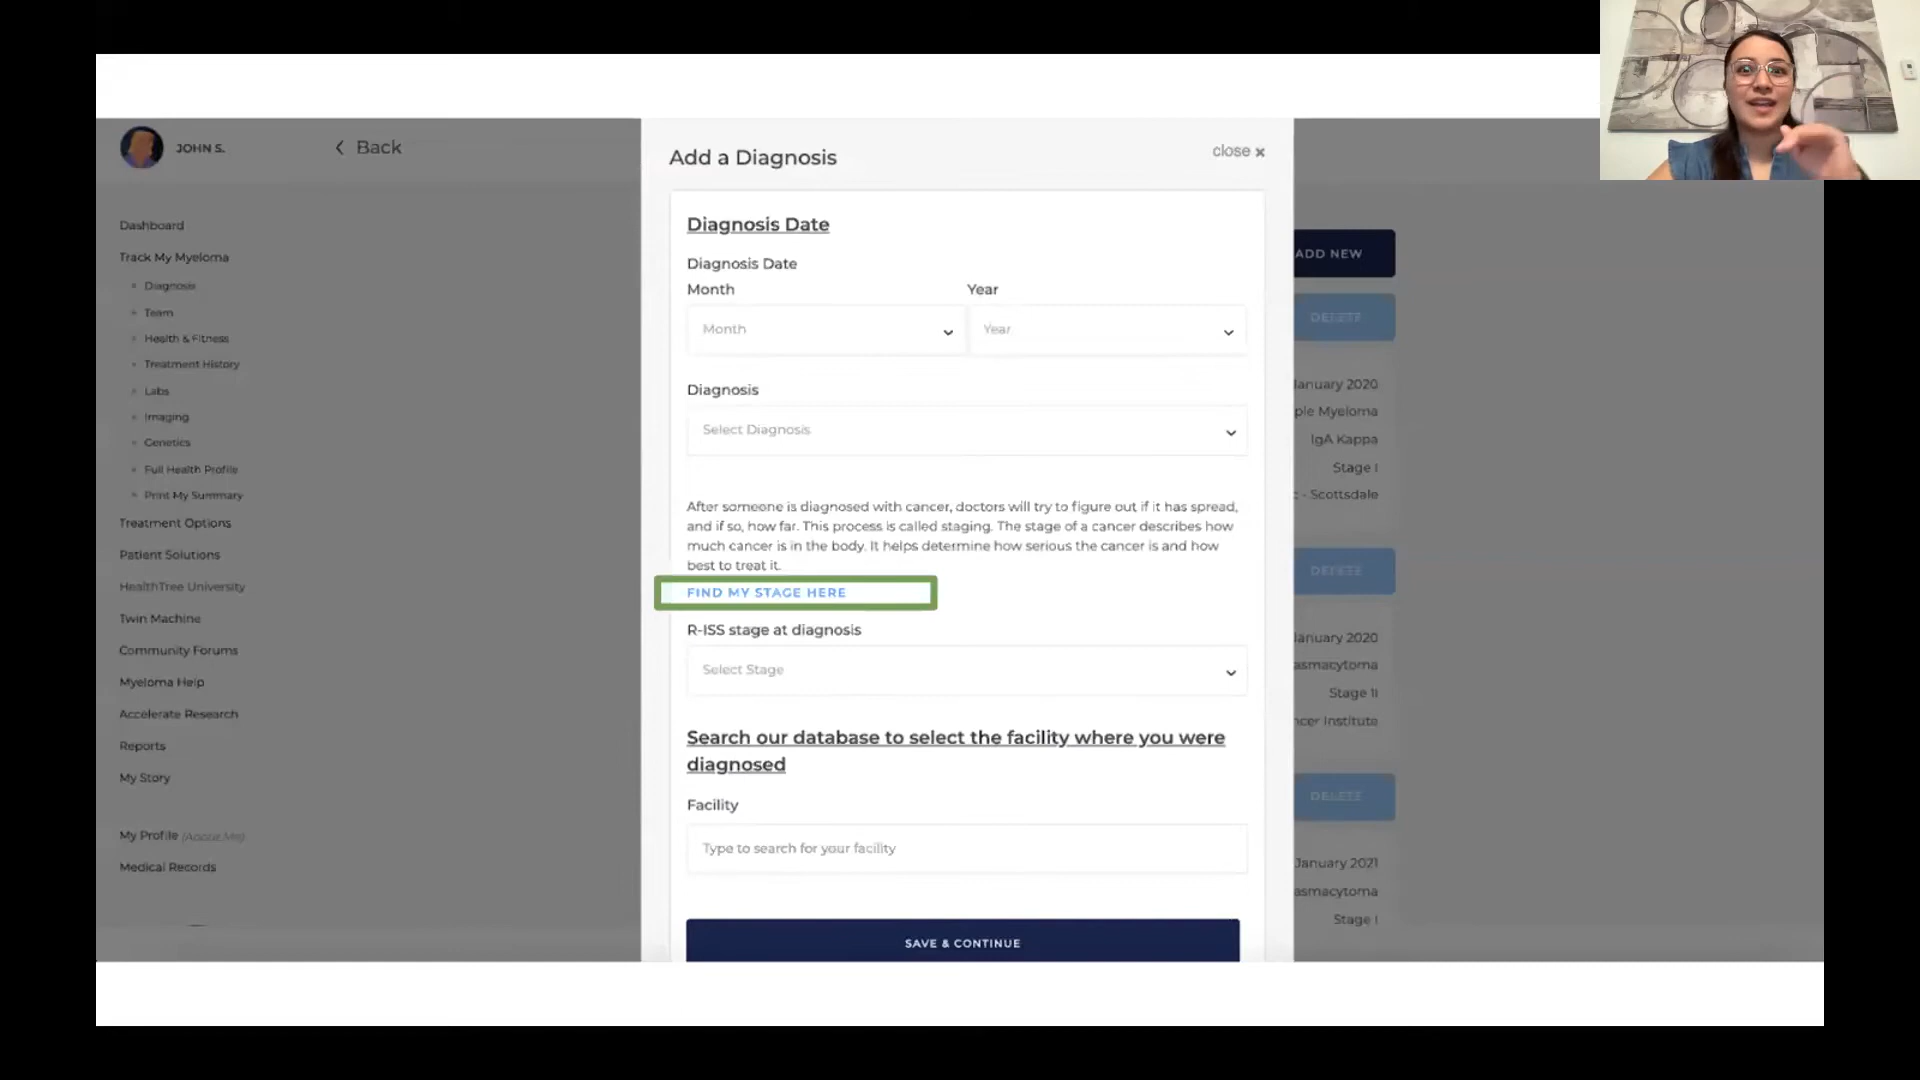 JOHN S.
Back
Dashboard
Track My Myeloma
Diagnosis
Team
Health & Fitness
Treatment History
Labs
Imaging
Genetics
Full Health Profile
Print My Summary
Treatment Options
Patient Solutions
HealthTree University
Twin Machine
Community Forums
Myeloma Help
Accelerate Research
Reports
My Story
My Profile (About Me)
Medical Records
Add a Diagnosis
close x
Diagnosis Date
Diagnosis Date
Month Year
Month Year
Diagnosis
Select Diagnosis
After someone is diagnosed with cancer, doctors will try to figure out if it has spread,
and if so, how far. This process is called staging. The stage of a cancer describes how
much cancer is in the body. It helps determine how serious the cancer is and how
best to treat it.
FIND MY STAGE HERE
R-ISS stage at diagnosis
Select Stage
Search our database to select the facility where you were
diagnosed
Facility
Type to search for your facility
SAVE & CONTINUE
ADD NEW
DELETE
January 2020
ple Myeloma
IgA Kappa
Stage I
- Scottsdale
DELETE
January 2020
asmacytoma
Stage II
ncer Institute
DELETE
January 2021
asmacytoma
Stage I